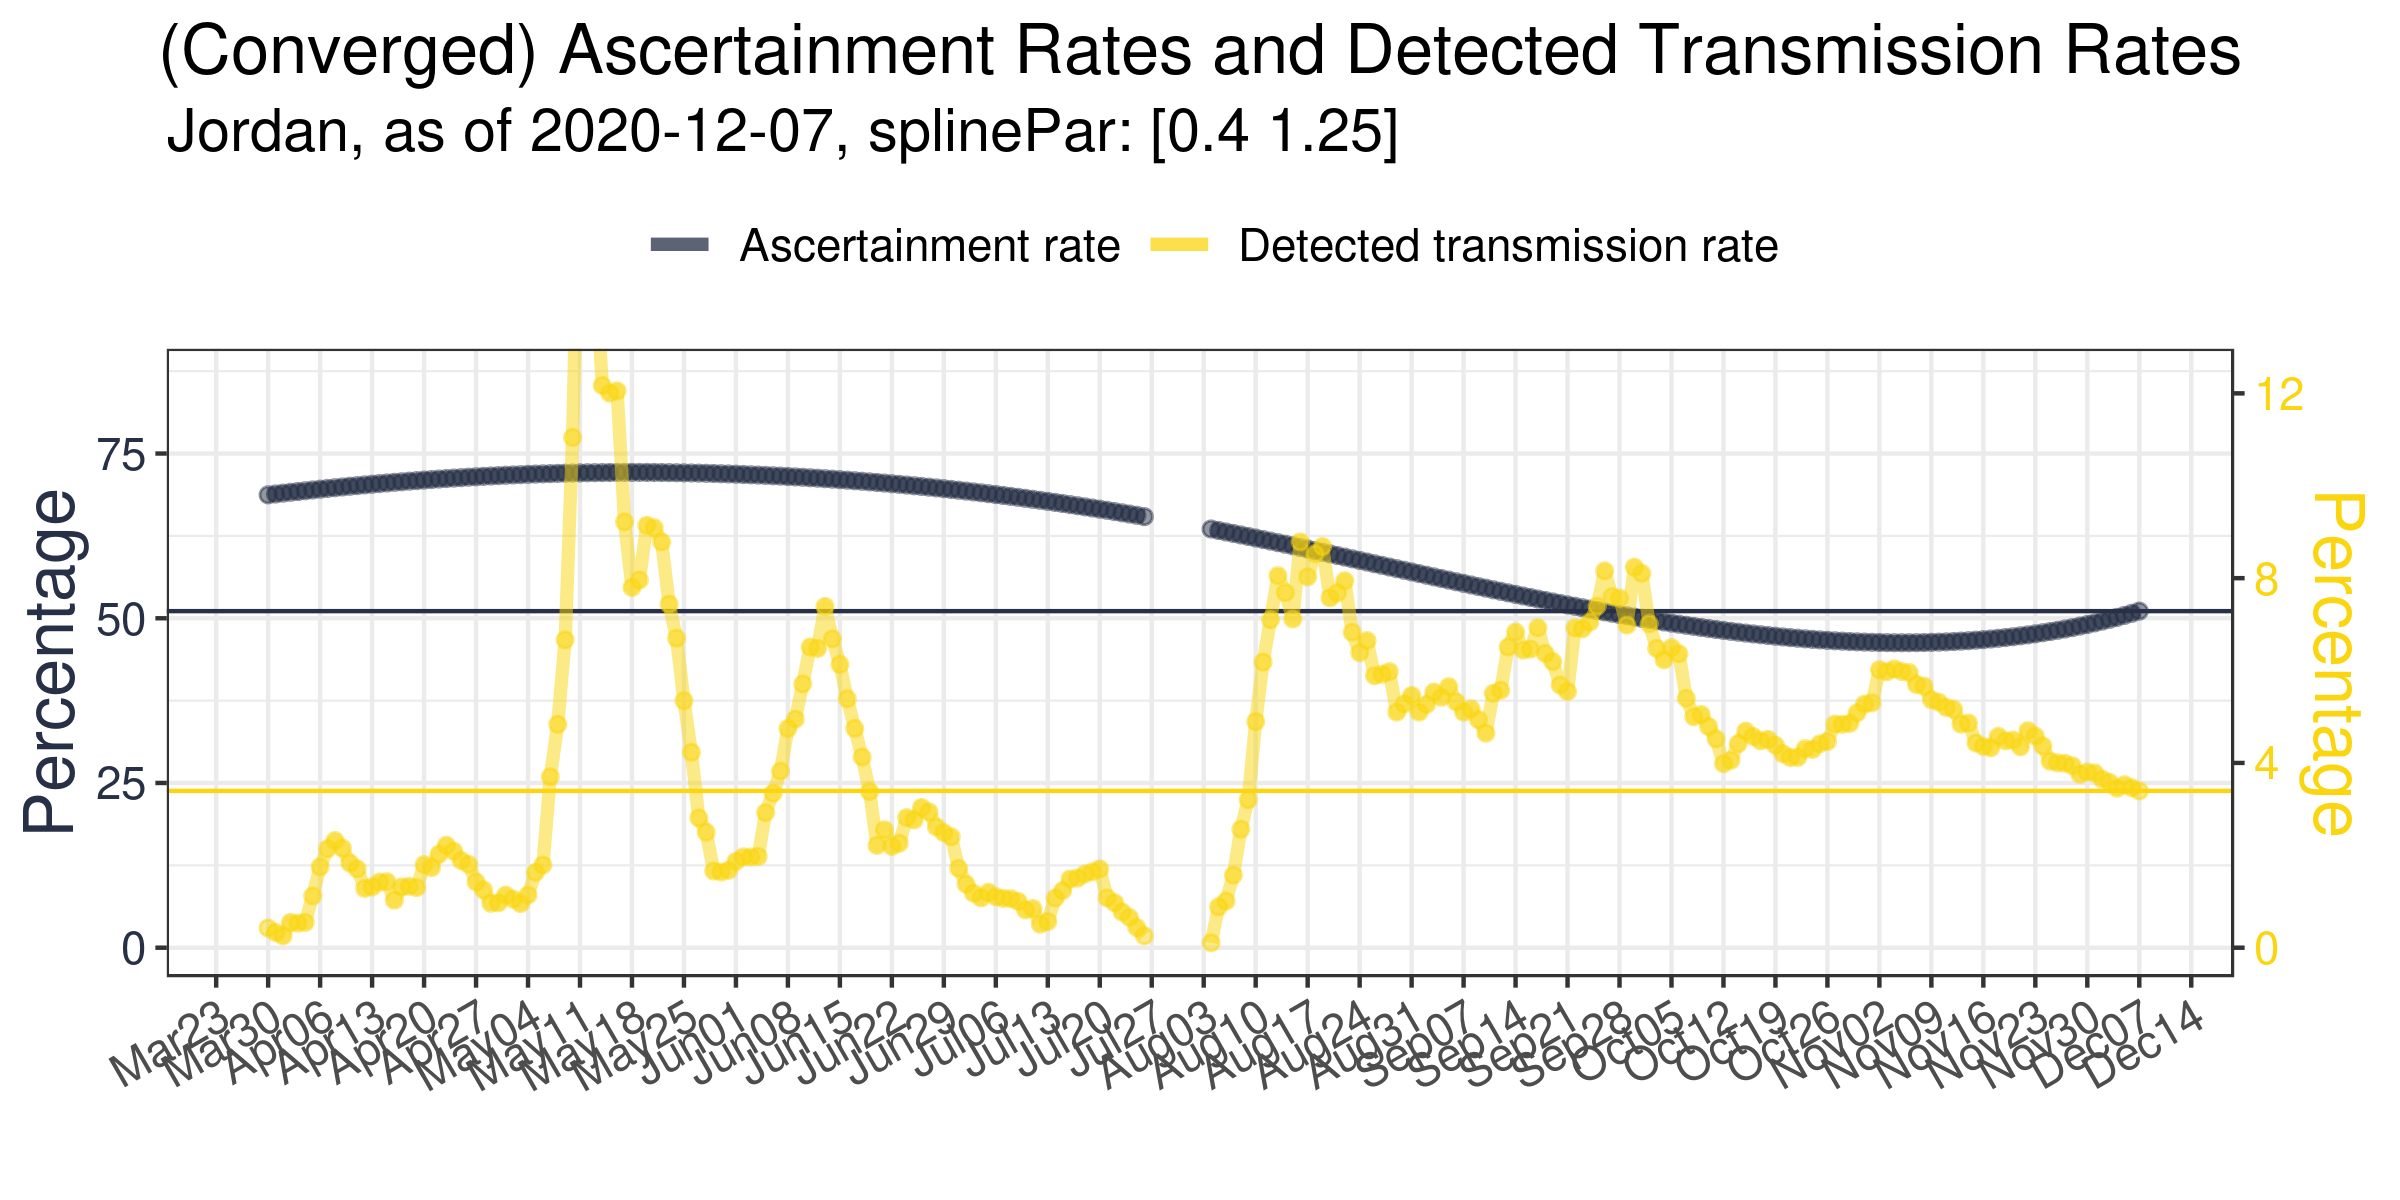 (Converged) Ascertainment Rates and Detected Transmission Rates
Jordan, as of 2020-12-07, splinePar: [0.4 1.25]
Ascertainment rate Detected transmission rate
Percentage
75
50
25
0
12
8
4
0
Percentage
Mar23 Mar30 Apr06 Apr13 Apr20 Apr27 May04 May11 May18 May25 Jun01 Jun08 Jun15 Jun22 Jun29 Jul06 Jul13 Jul20 Jul27 Aug03 Aug10 Aug17 Aug24 Aug31 Sep07 Sep14 Sep21 Sep28 Oct05 Oct12 Oct19 Oct26 Nov02 Nov09 Nov16 Nov23 Nov30 Dec07 Dec14